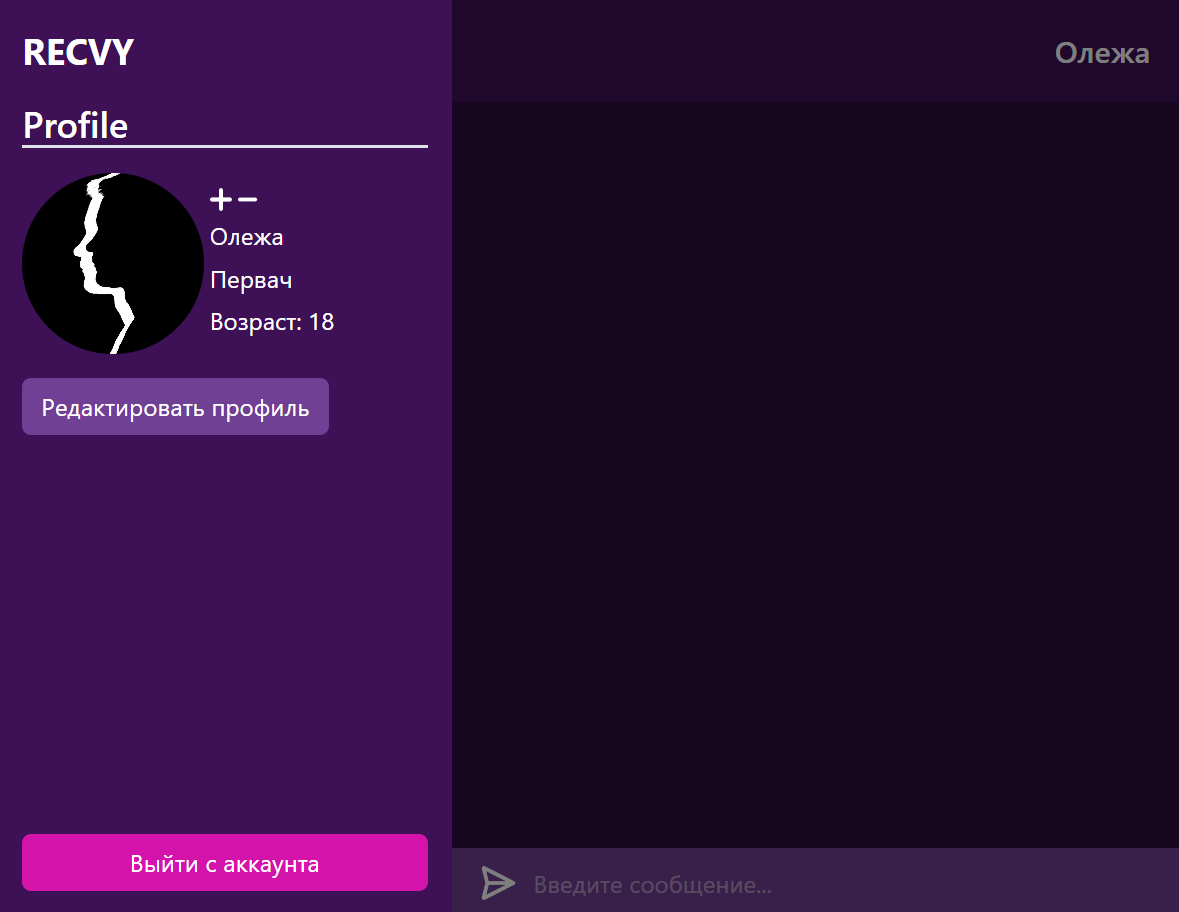 RECVY
Олежа
Profile
Олежа
Первач
Возраст: 18
Редактировать профиль
Выйти с аккаунта
Введите сообщение...